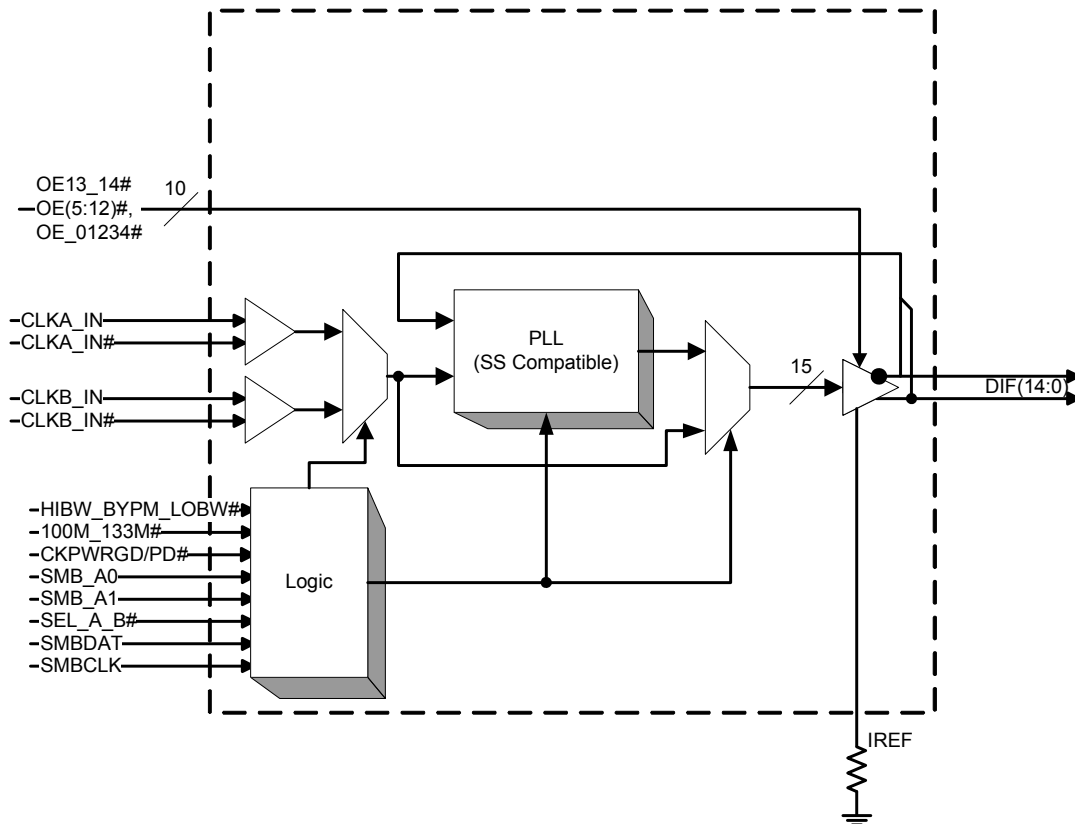 OE13_14#
OE(5:12)#,
OE_01234#
10
CLKA_IN
CLKA_IN#
CLKB_IN
CLKB_IN#
PLL
(SS Compatible)
15
DIF(14:0)
HIBW_BYPM_LOBW#
100M_133M#
CKPWRGD/PD#
SMB_A0
SMB_A1
SEL_A_B#
SMBDAT
SMBCLK
Logic
IREF